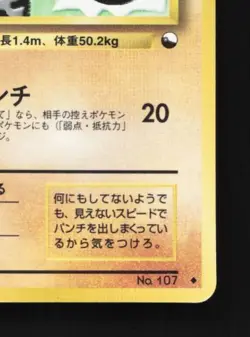 長1.4m、体重50.2kg
ンチ
て」なら、相手の控えポケモン
ポケモンにも（「弱点・抵抗力」
ジ。
20
る
何にもしてないようで
も、見えないスピードで
パンチを出しまくってい
るから気をつけろ。
No. 107 ◆